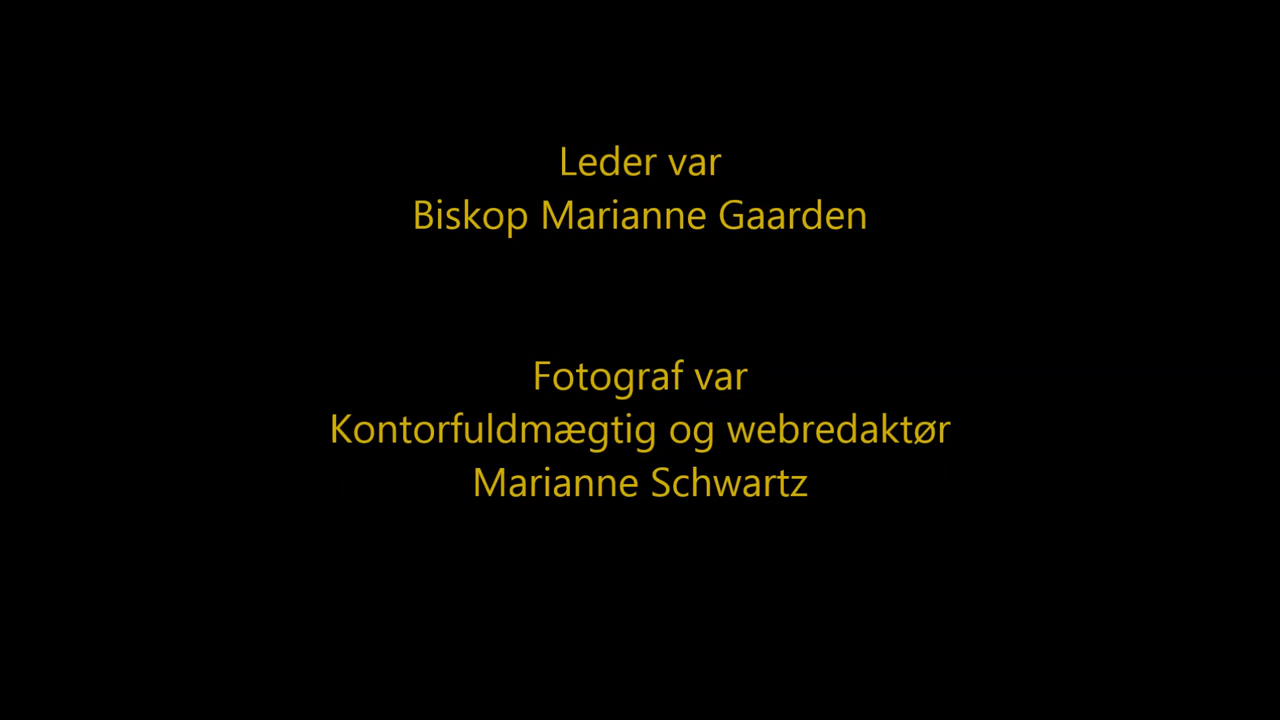 Leder var
Biskop Marianne Gaarden
Fotograf var
Kontorfuldmægtig og webredaktør
Marianne Schwartz